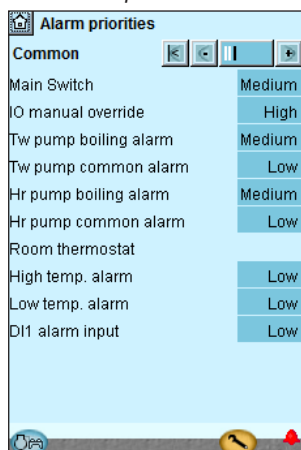 Alarm priorities
Common
Main Switch Medium
IO manual override High
Tw pump boiling alarm Medium
Tw pump common alarm Low
Hr pump boiling alarm Medium
Hr pump common alarm Low
Room thermostat
High temp. alarm Low
Low temp. alarm Low
DI1 alarm input Low